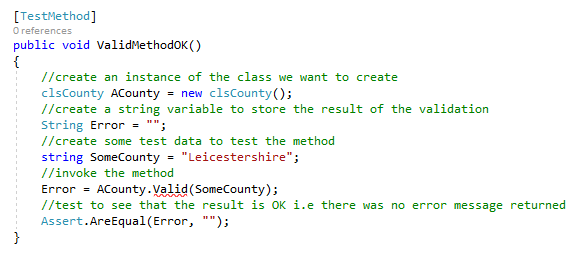 [TestMethod]
0 references
public void ValidMethodOK()
{
//create an instance of the class we want to create
clsCounty ACounty = new clsCounty();
//create a string variable to store the result of the validation
String Error = "";
//create some test data to test the method
string SomeCounty = "Leicestershire";
//invoke the method
Error = ACounty.Valid(SomeCounty);
//test to see that the result is OK i.e there was no error message returned
Assert.AreEqual(Error, "");
}